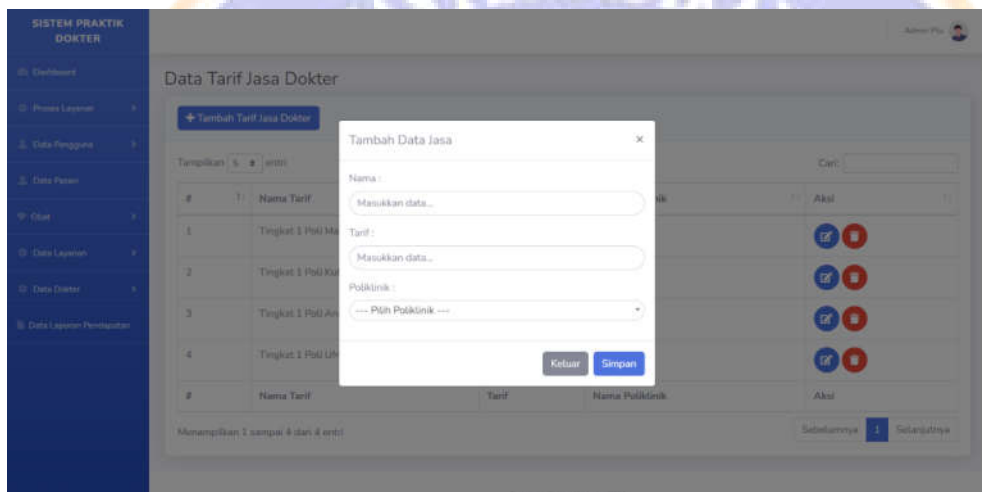 SISTEM PRAKTIK
DOKTER
Dashboard
Proses Layanan
Data Pengguna
Data Pasien
Obat
Data Layanan
Data Dokter
Data Laporan Pendapatan
Data Tarif Jasa Dokter
+ Tambah Tarif Jasa Dokter
Tampilkan 5 entri
Cari:
# Nama Tarif Aksi
1 Tingkat 1 Poli
2 Tingkat 1 Poli
3 Tingkat 1 Poli
4 Tingkat 1 Poli
# Nama Tarif Tarif Nama Poliklinik Aksi
Menampilkan 1 sampai 4 dari 4 entri
Sebelumnya 1 Selanjutnya
Tambah Data Jasa ×
Nama :
Masukkan data...
Tarif :
Masukkan data...
Poliklinik :
--- Pilih Poliklinik ---
Keluar Simpan